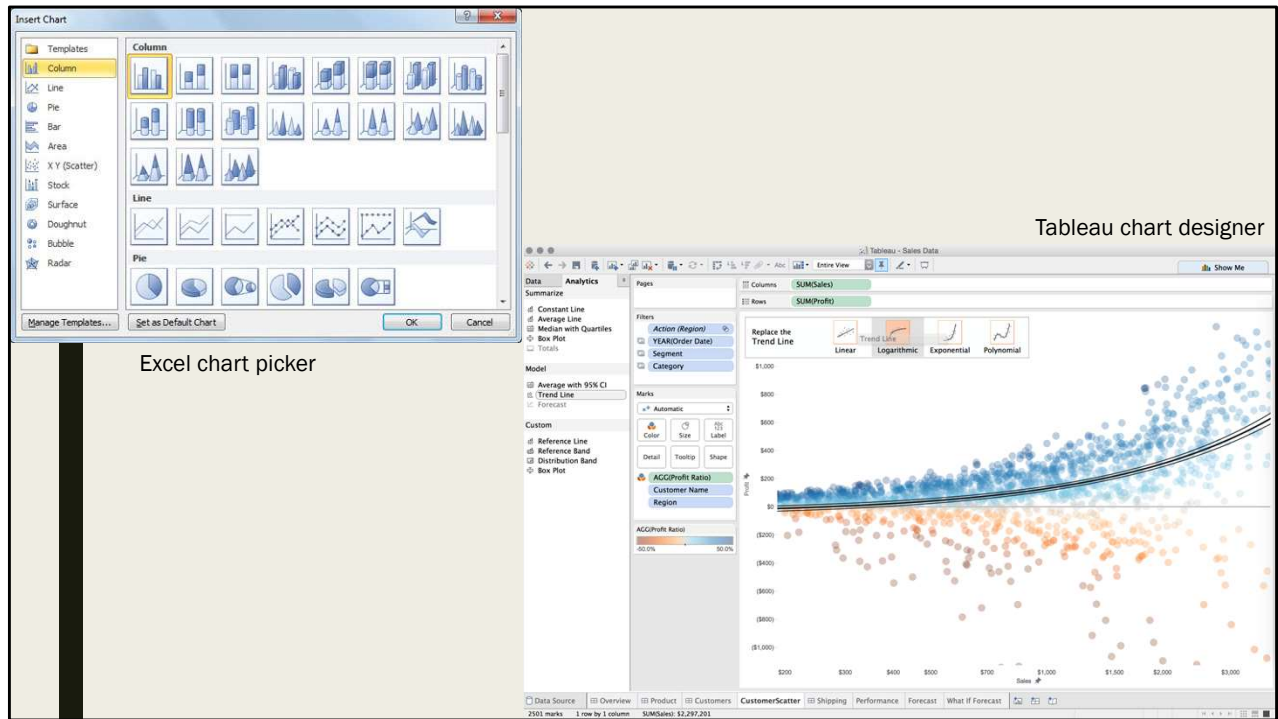 Insert Chart
Templates
Column
Line
Pie
Bar
Area
X Y (Scatter)
Stock
Surface
Doughnut
Bubble
Radar
Column
Line
Pie
Manage Templates...
Set as Default Chart
OK
Cancel
Excel chart picker
Tableau chart designer
Tableau - Sales Data
Abc
Entire View
Show Me
Data Analytics
Summarize
Constant Line
Average Line
Median with Quartiles
Box Plot
Totals
Model
Average with 95% CI
Trend Line
Forecast
Custom
Reference Line
Reference Band
Distribution Band
Box Plot
Pages
Filters
Action (Region)
YEAR(Order Date)
Segment
Category
Marks
Automatic
Color Size Label
Detail Tooltip Shape
AGG(Profit Ratio)
Customer Name
Region
AGG(Profit Ratio)
-50.0% 50.0%
Columns SUM(Sales)
Rows SUM(Profit)
Replace the
Trend Line
Trend Line
Linear Logarithmic Exponential Polynomial
$1,000
$800
$600
$400
$200
$0
($200)
($400)
($600)
($800)
($1,000)
Profit
$200 $300 $400 $500 $700 $1,000 $1,500 $2,000 $3,000
Sales
Data Source Overview Product Customers CustomerScatter Shipping Performance Forecast What If Forecast
2501 marks 1 row by 1 column SUM(Sales): $2,297,201